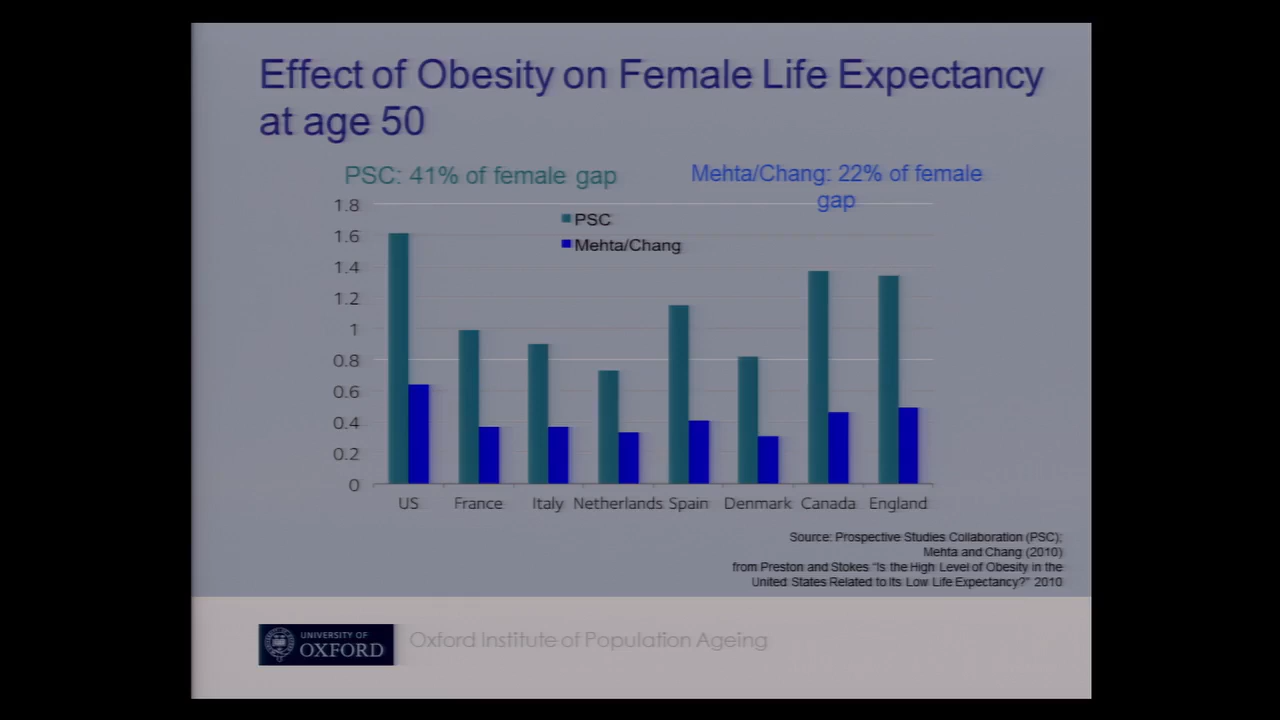 Effect of Obesity on Female Life Expectancy
at age 50
PSC: 41% of female gap
Mehta/Chang: 22% of female
gap
PSC
Mehta/Chang
1.8
1.6
1.4
1.2
1
0.8
0.6
0.4
0.2
0
US France Italy Netherlands Spain Denmark Canada England
Source: Prospective Studies Collaboration (PSC);
Mehta and Chang (2010)
from Preston and Stokes "Is the High Level of Obesity in the
United States Related to Its Low Life Expectancy?" 2010
UNIVERSITY OF
OXFORD
Oxford Institute of Population Ageing